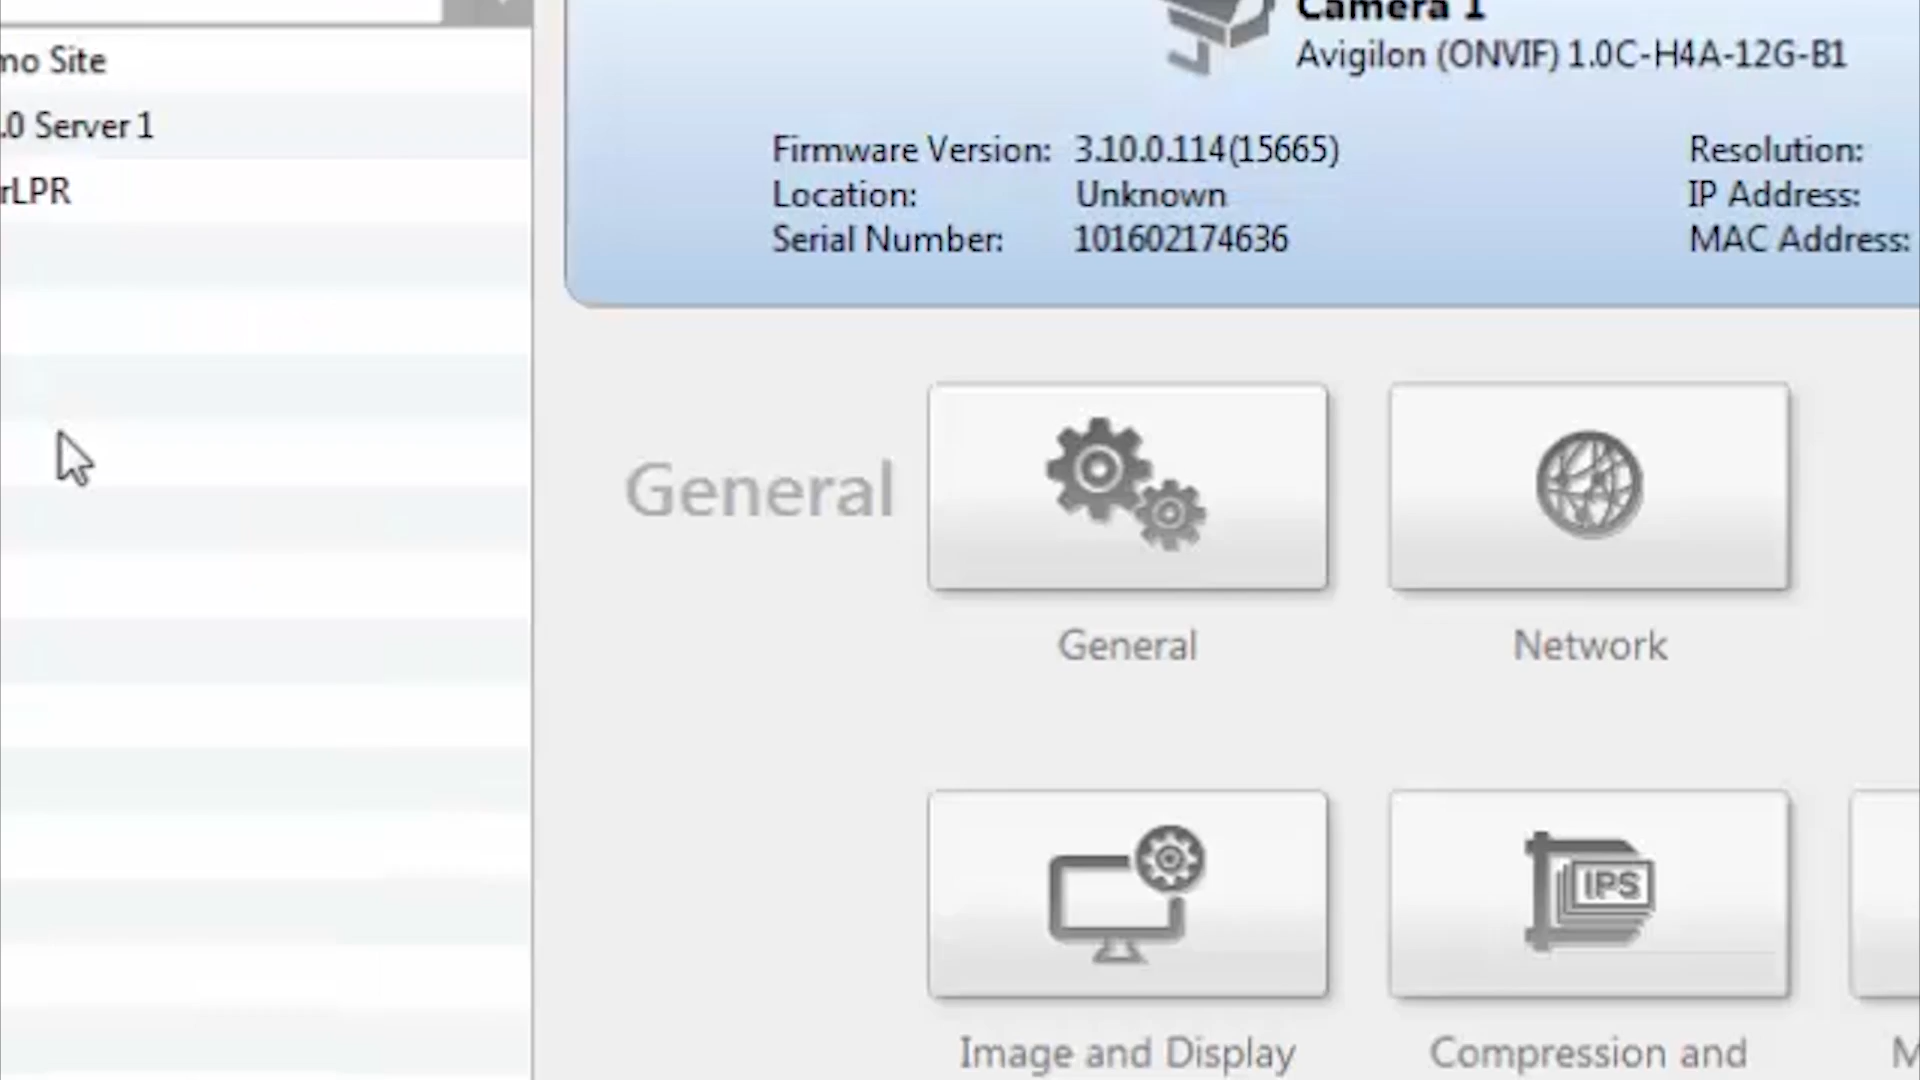 Camera 1
Avigilon (ONVIF) 1.0C-H4A-12G-B1
mo Site
.0 Server 1
rLPR
Firmware Version: 3.10.0.114(15665)
Location: Unknown
Serial Number: 101602174636
Resolution:
IP Address:
MAC Address:
General
General
Network
IPS
Image and Display
Compression and
M